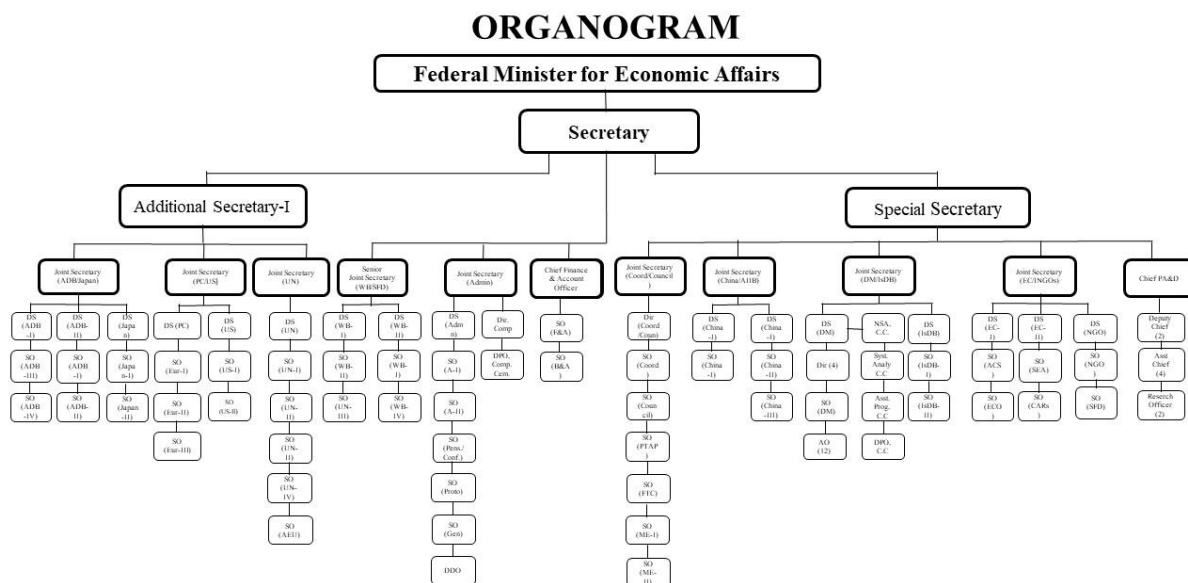 ORGANOGRAM
Federal Minister for Economic Affairs
Secretary
Additional Secretary-I
Special Secretary
Joint Secretary
(ADB/Japan)
Joint Secretary
(PC/US)
Joint Secretary
(UN)
Senior
Joint Secretary
(WB/SFD)
Joint Secretary
(Admin)
Chief Finance
& Account
Officer
Joint Secretary
(Coord/Council
)
Joint Secretary
(China/AIIB)
Joint Secretary
(DM/IsDB)
Joint Secretary
(EC/INGOs)
Chief PA&D
DS
(ADB
-I)
SO
(ADB
-III)
SO
(ADB
-IV)
DS
(ADB-
II)
SO
(ADB
-I)
SO
(ADB-
II)
DS
(Japa
n)
SO
(Japa
n-I)
SO
(Japan
-II)
DS (PC)
SO
(Eur-I)
SO
(Eur-II)
SO
(Eur-III)
DS
(US)
SO
(US-I)
SO
(US-II)
DS
(UN)
SO
(UN-I)
SO
(UN-
II)
SO
(UN-
II)
SO
(UN-
IV)
SO
(AEU)
DS
(WB-
I)
SO
(WB-
II)
SO
(UN-
III)
DS
(WB-
II)
SO
(WB-
I)
SO
(WB-
IV)
DS
(Adm
n)
SO
(A-I)
SO
(A-II)
SO
(Pens./
Conf.)
SO
(Proto)
SO
(Gen)
DDO
Dir.
Comp
DPO,
Comp.
Cem.
SO
(F&A)
SO
(B&A
)
Dir
(Coord
/Coun)
SO
(Coord
)
SO
(Coun
cil)
SO
(PTAP
)
SO
(FTC)
SO
(ME-I)
SO
(ME-
II)
DS
(China
-I)
SO
(China
-I)
DS
(China
-II)
SO
(China
-II)
SO
(China
-III)
DS
(DM)
Dir (4)
SO
(DM)
AO
(12)
NSA,
C.C.
Syst.
Analy
C.C
Asst.
Prog.
C.C
DPO,
C.C
DS
(IsDB)
SO
(IsDB-
I)
SO
(IsDB-
II)
DS
(EC-
I)
SO
(ACS
)
SO
(ECO
)
DS
(EC-
II)
SO
(SEA)
SO
(CARs
)
DS
(NGO)
SO
(NGO
SO
(SFD)
Deputy
Chief
(2)
Asst
Chief
(4)
Reserch
Officer
(2)